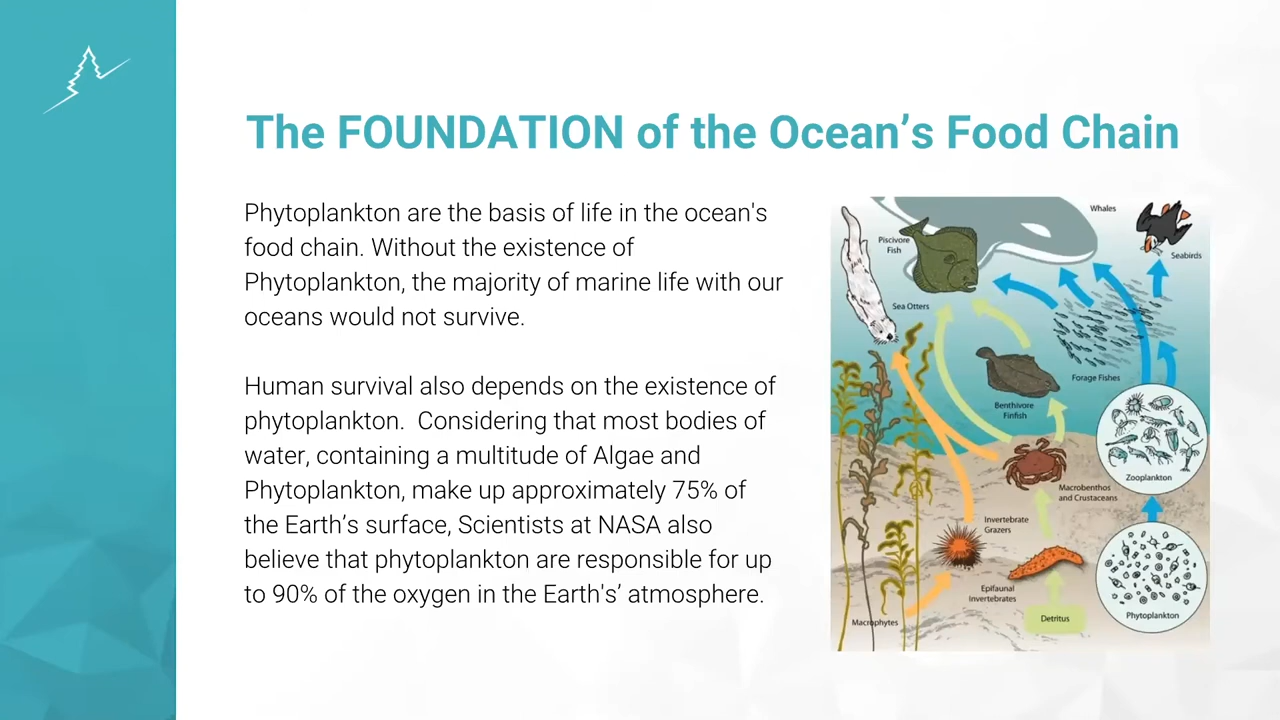 The FOUNDATION of the Ocean’s Food Chain
Phytoplankton are the basis of life in the ocean's
food chain. Without the existence of
Phytoplankton, the majority of marine life with our
oceans would not survive.
Human survival also depends on the existence of
phytoplankton.  Considering that most bodies of
water, containing a multitude of Algae and
Phytoplankton, make up approximately 75% of
the Earth’s surface, Scientists at NASA also
believe that phytoplankton are responsible for up
to 90% of the oxygen in the Earth's’ atmosphere.
Whales
Piscivore
Fish
Seabirds
Sea Otters
Forage Fishes
Benthivore
Finfish
Zooplankton
Macrobenthos
and Crustaceans
Invertebrate
Grazers
Epifaunal
Invertebrates
Phytoplankton
Detritus
Macrophytes